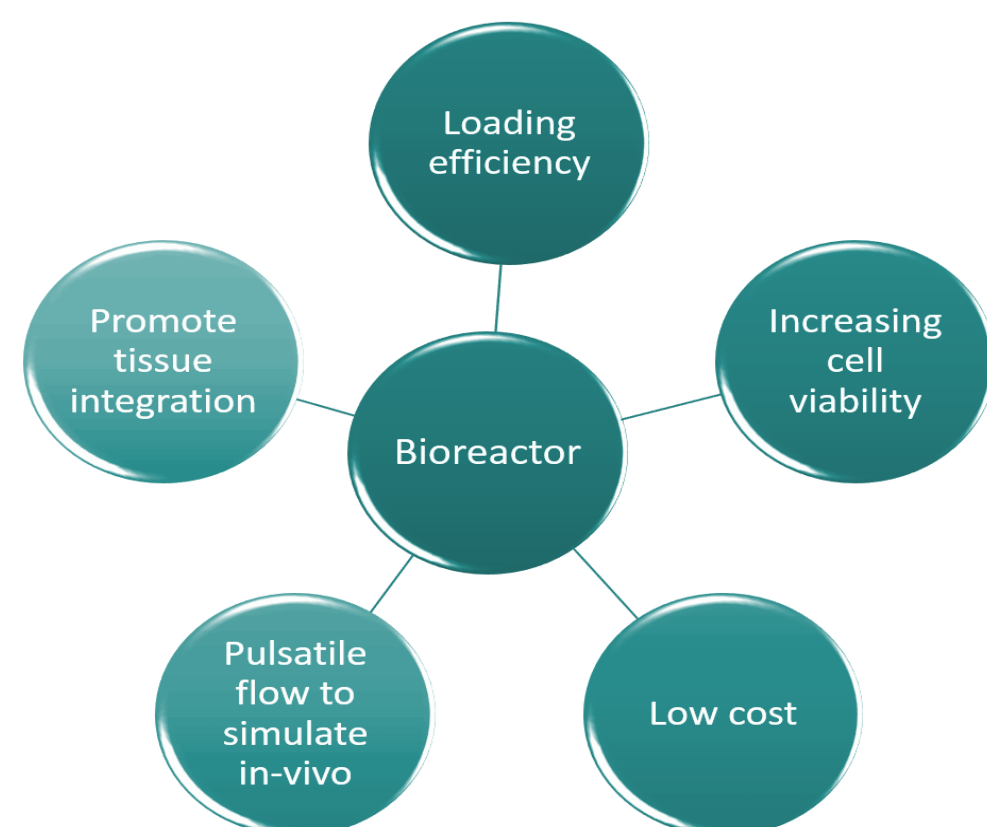 Loading
efficiency
Increasing
cell
viability
Low cost
Pulsatile
flow to
simulate
in-vivo
Promote
tissue
integration
Bioreactor